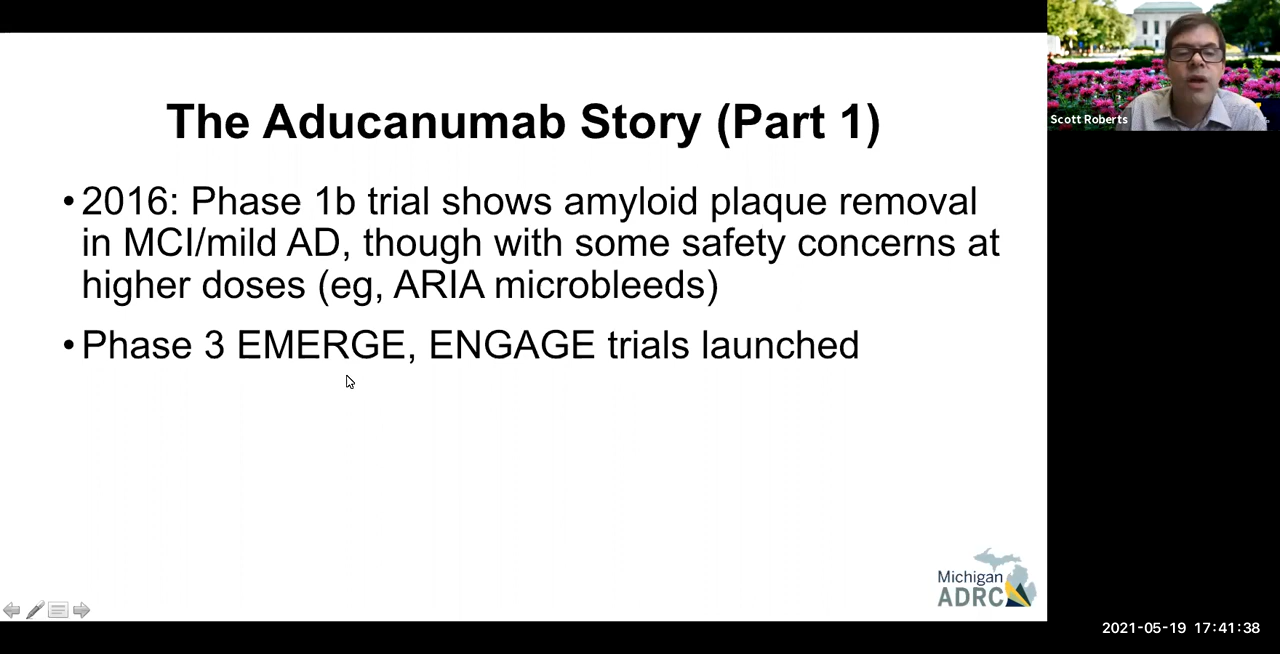 The Aducanumab Story (Part 1)
•2016: Phase 1b trial shows amyloid plaque removal
in MCI/mild AD, though with some safety concerns at
higher doses (eg, ARIA microbleeds)
•Phase 3 EMERGE, ENGAGE trials launched
Scott Roberts
Michigan
ADRC
2021-05-19 17:41:38